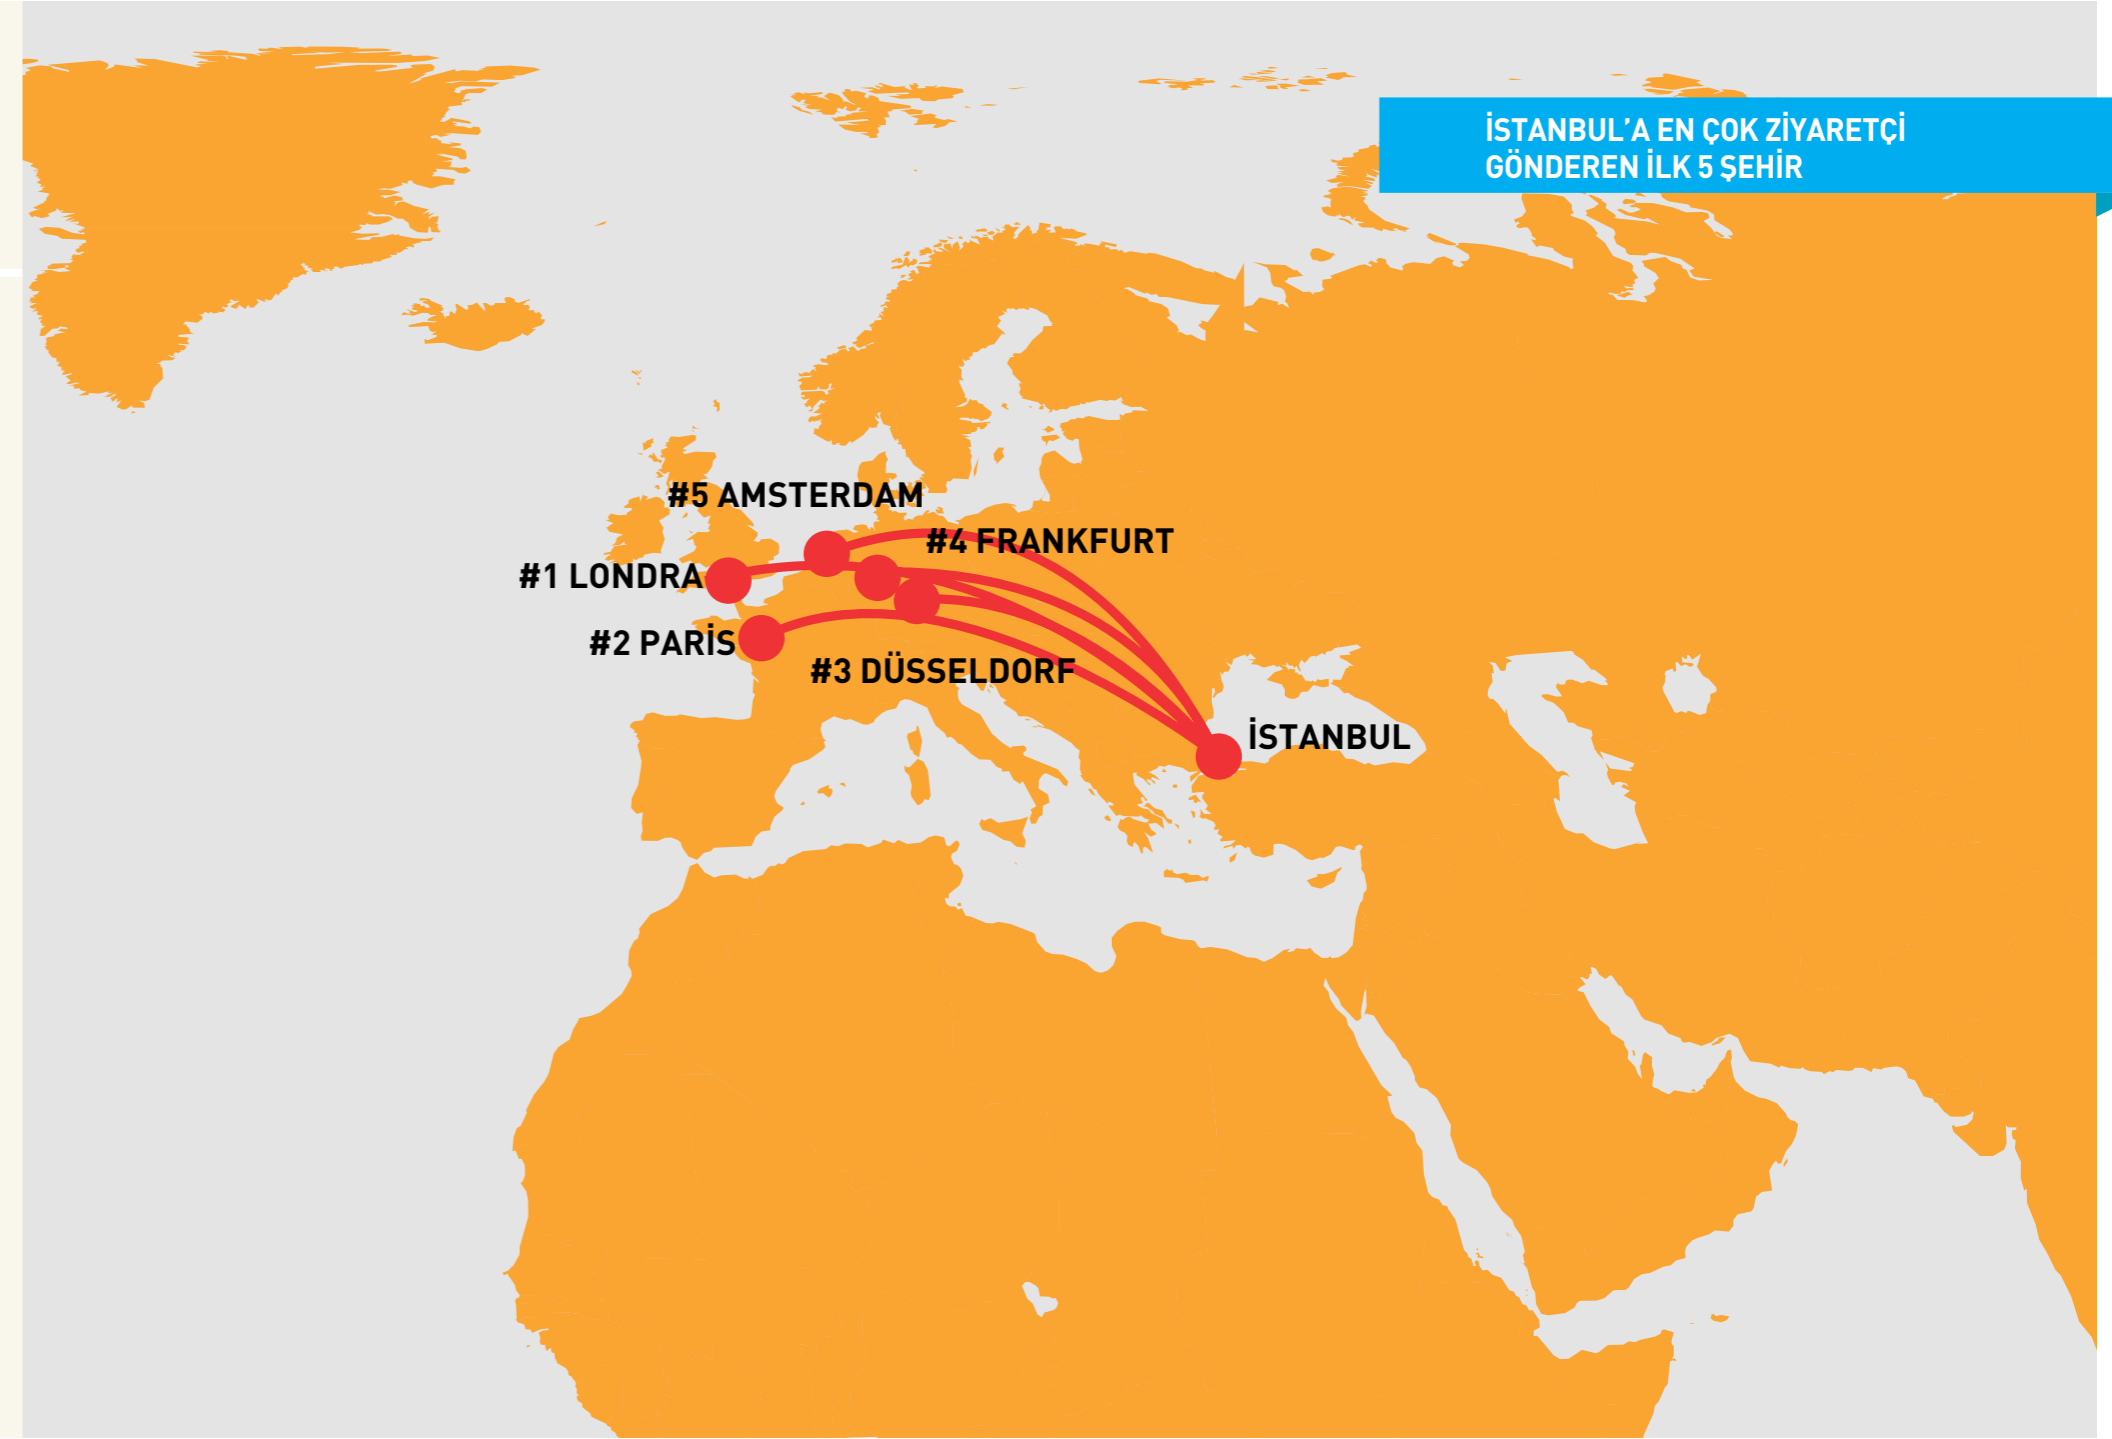 İSTANBUL'A EN ÇOK ZİYARETÇİ
GÖNDEREN İLK 5 ŞEHİR
#5 AMSTERDAM
#4 FRANKFURT
#1 LONDRA
#2 PARİS
#3 DÜSSELDORF
İSTANBUL